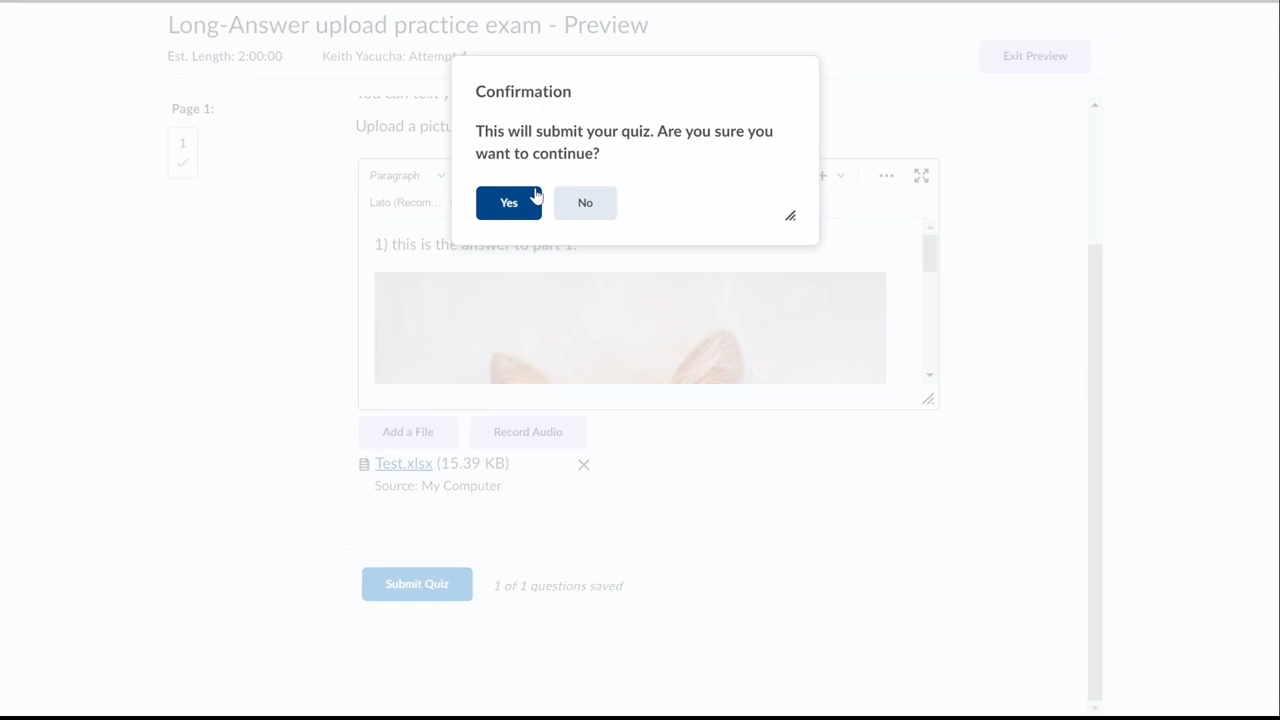 Long-Answer upload practice exam - Preview
Est. Length: 2:00:00 Keith Yacucha: Attempt
Exit Preview
Page 1:
1
Upload a pictu
Confirmation
This will submit your quiz. Are you sure you
want to continue?
Yes No
Paragraph
Lato (Recom...
1) this is the answer to part 1.
Add a File Record Audio
Test.xlsx (15.39 KB)
Source: My Computer
Submit Quiz 1 of 1 questions saved